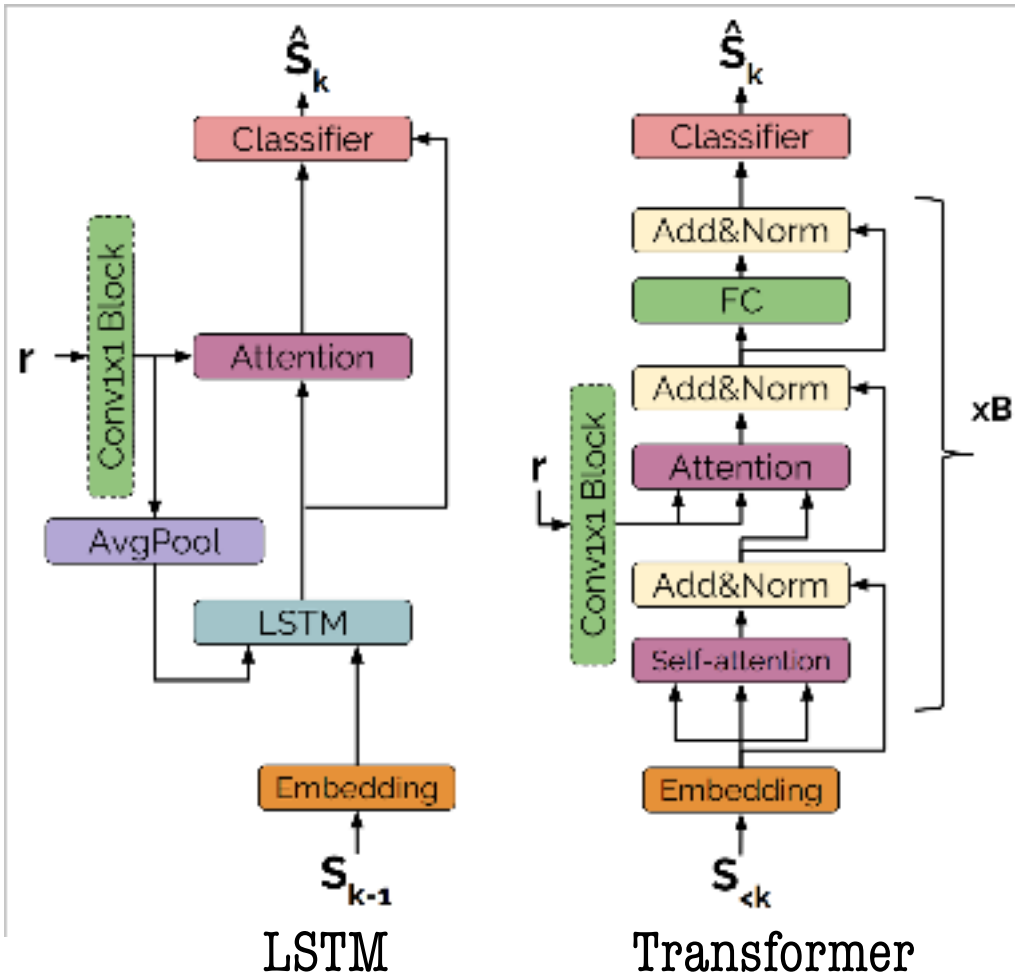 Ŝk
Classifier
Conv1x1 Block
r
Attention
AvgPool
LSTM
Embedding
Sk-1
LSTM
Ŝk
Classifier
Add&Norm
FC
Add&Norm
xB
Attention
r
Conv1x1 Block
Add&Norm
Self-attention
Embedding
S<k
Transformer